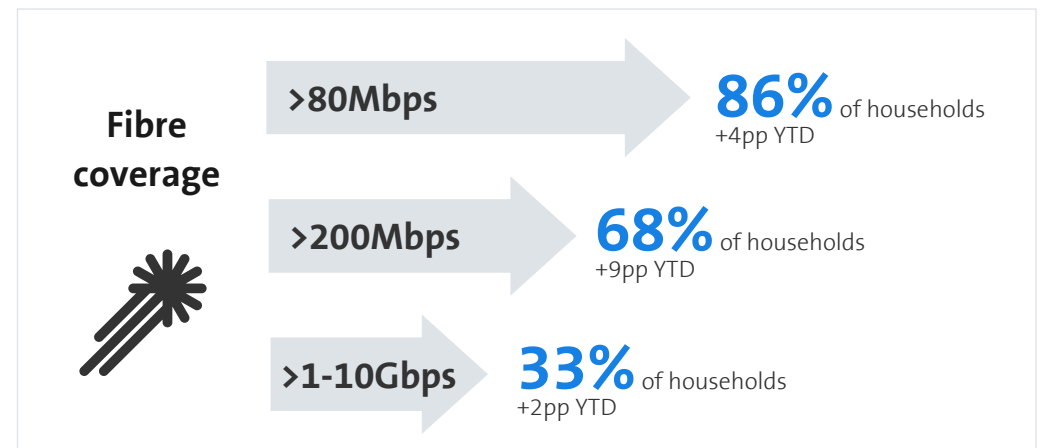 Fibre
coverage
>80Mbps
86% of households
+4pp YTD
>200Mbps
68% of households
+9pp YTD
>1-10Gbps
33% of households
+2pp YTD